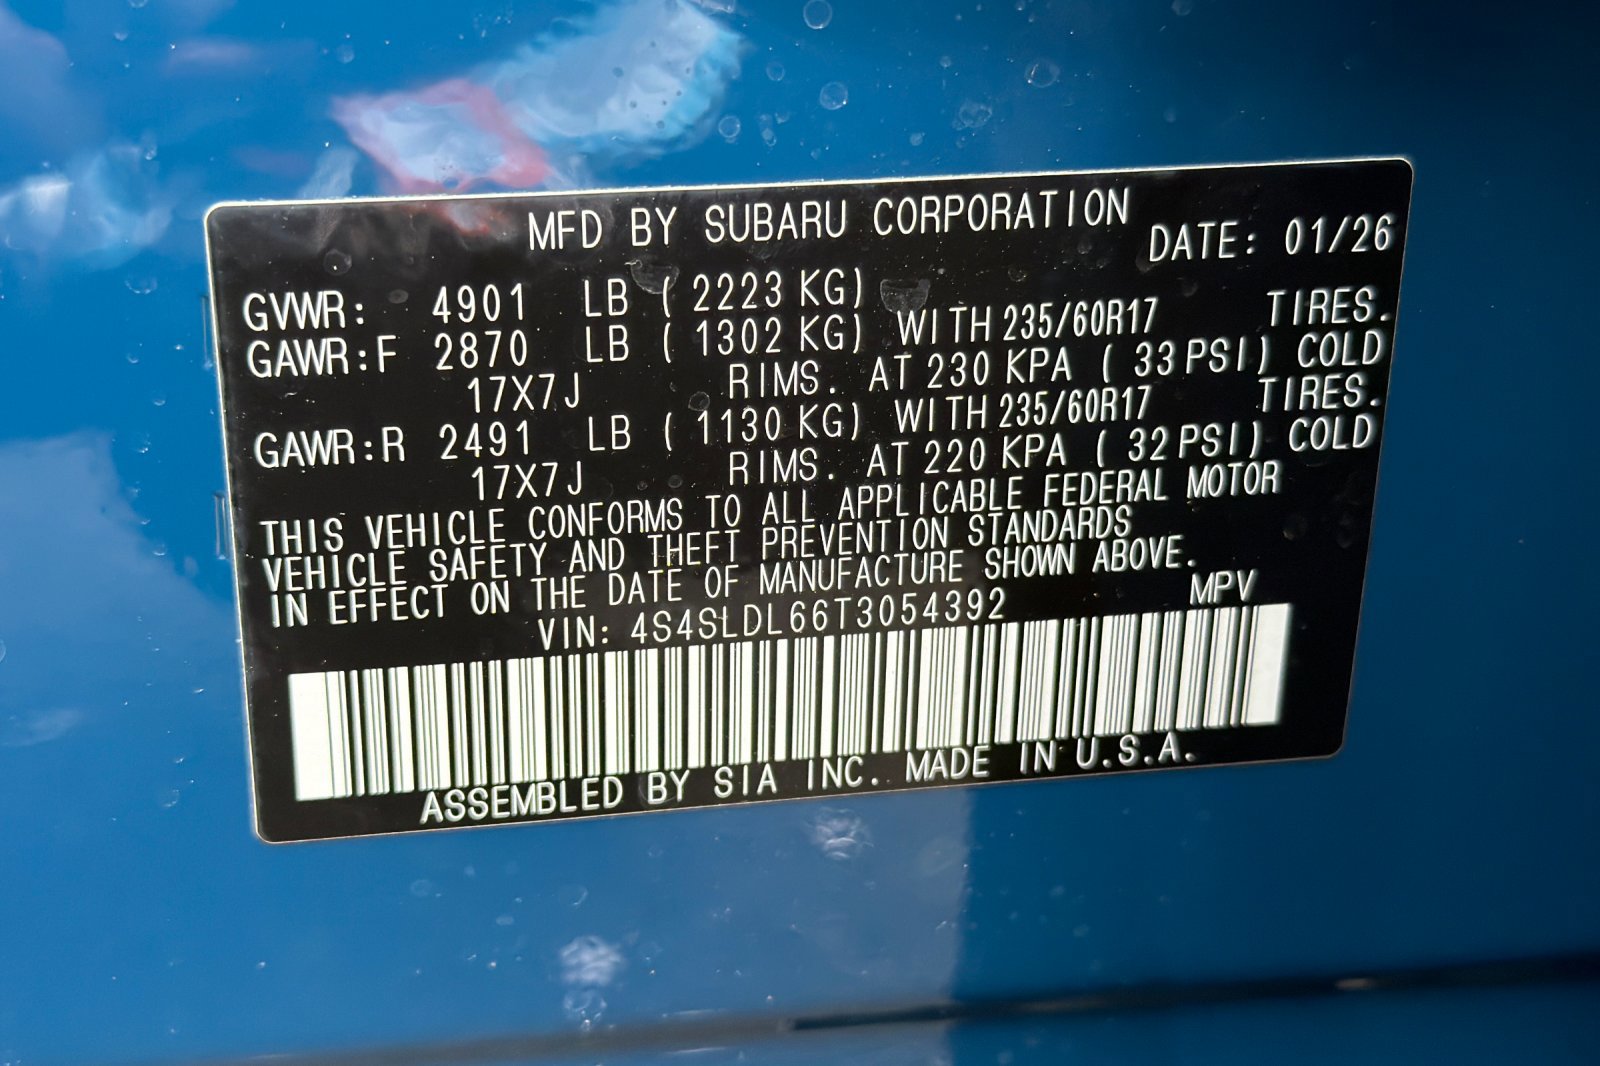 MFD BY SUBARU CORPORATION DATE: 01/26
GVWR: 4901 LB ( 2223 KG)
GAWR:F 2870 LB ( 1302 KG) WITH 235/60R17 TIRES.
17X7J RIMS. AT 230 KPA ( 33 PSI) COLD
GAWR:R 2491 LB ( 1130 KG) WITH 235/60R17 TIRES.
17X7J RIMS. AT 220 KPA ( 32 PSI) COLD
THIS VEHICLE CONFORMS TO ALL APPLICABLE FEDERAL MOTOR
VEHICLE SAFETY AND THEFT PREVENTION STANDARDS
IN EFFECT ON THE DATE OF MANUFACTURE SHOWN ABOVE.
VIN: 4S4SLDL66T3054392 MPV
ASSEMBLED BY SIA INC. MADE IN U.S.A.